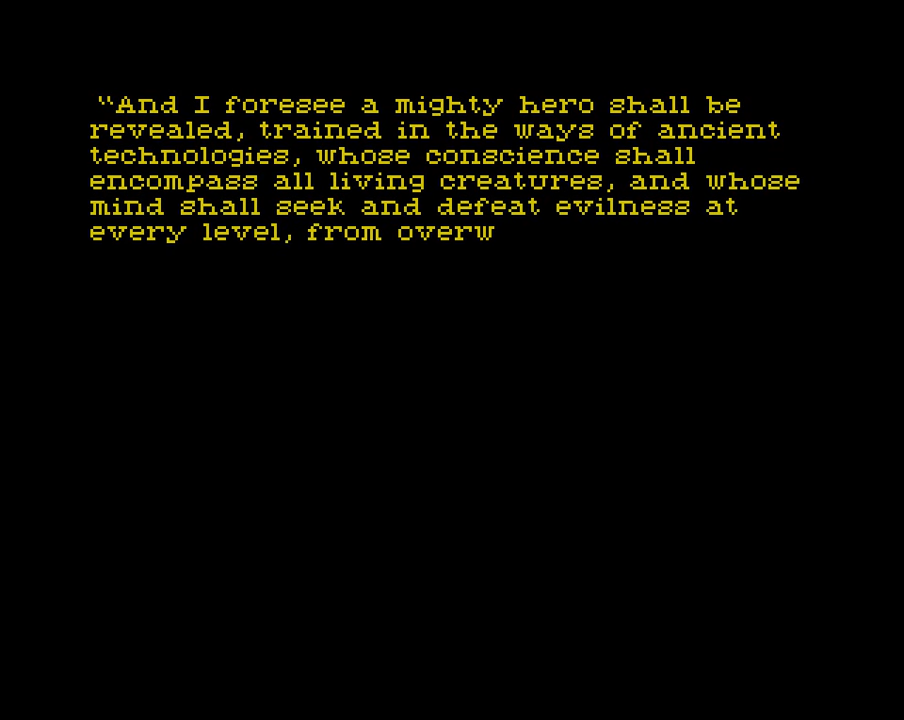 "And I foresee a mighty hero shall be
revealed, trained in the ways of ancient
technologies, whose conscience shall
encompass all living creatures, and whose
mind shall seek and defeat evilness at
every level, from overw